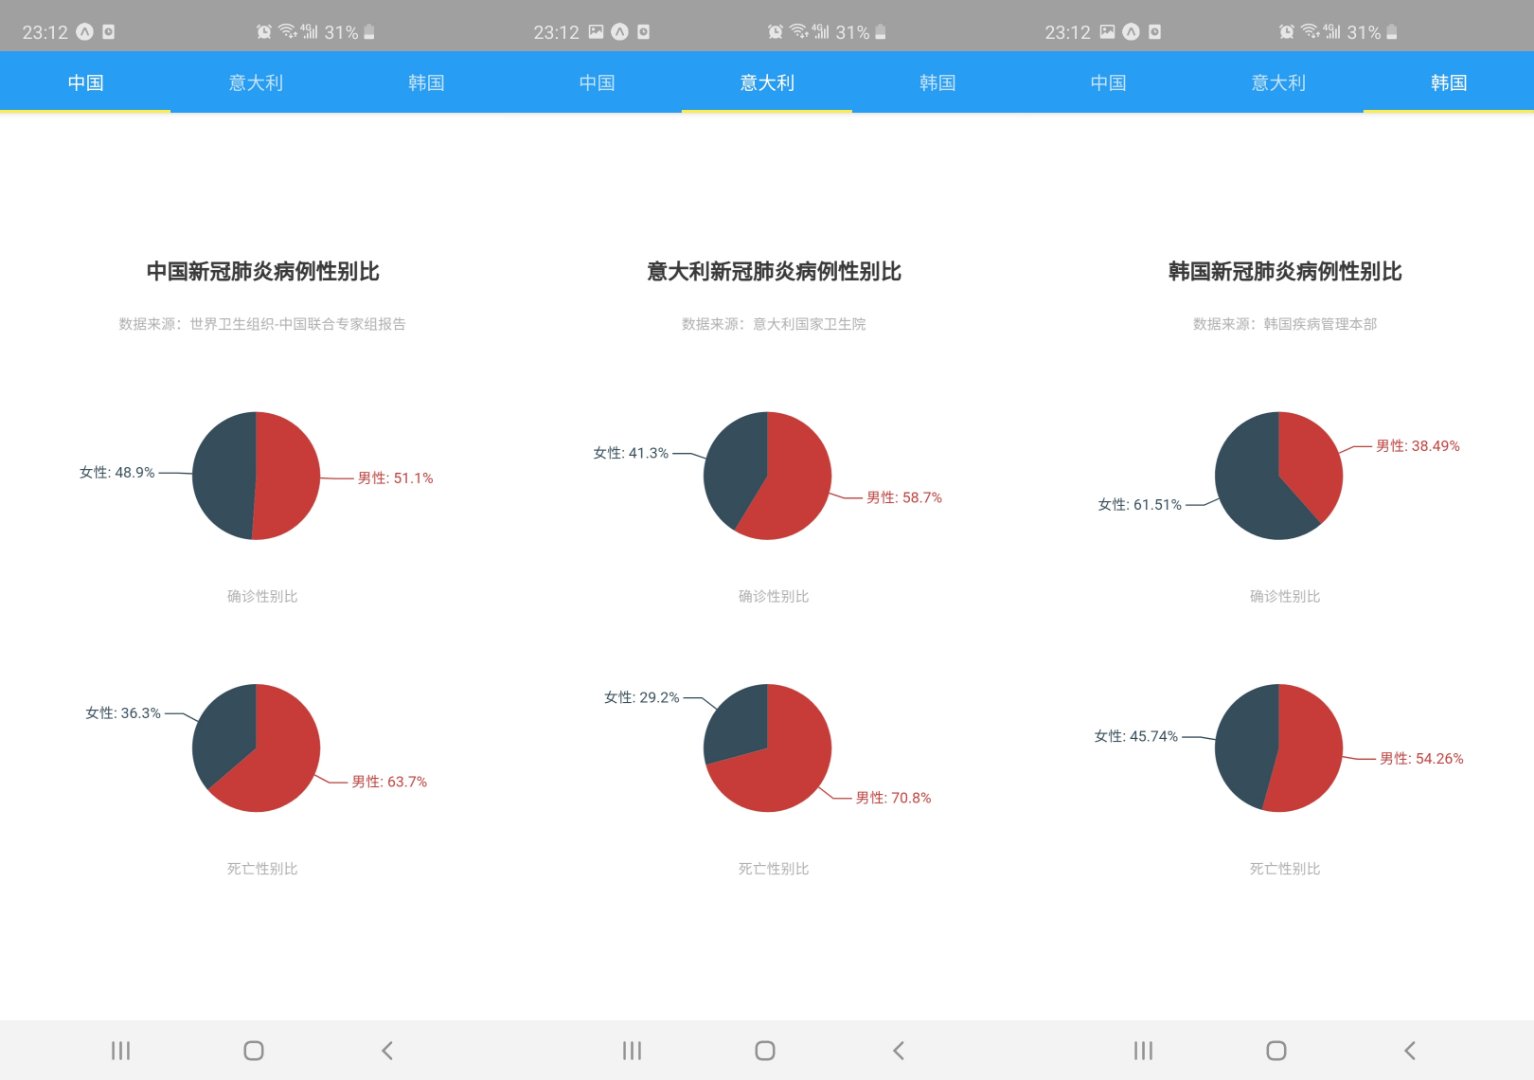 23:12 4G 31%
中国 意大利 韩国
中国新冠肺炎病例性别比
数据来源：世界卫生组织-中国联合专家组报告
女性: 48.9%
男性: 51.1%
确诊性别比
女性: 36.3%
男性: 63.7%
死亡性别比
23:12 4G 31%
中国 意大利 韩国
意大利新冠肺炎病例性别比
数据来源：意大利国家卫生院
女性: 41.3%
男性: 58.7%
确诊性别比
女性: 29.2%
男性: 70.8%
死亡性别比
23:12 4G 31%
中国 意大利 韩国
韩国新冠肺炎病例性别比
数据来源：韩国疾病管理本部
男性: 38.49%
女性: 61.51%
确诊性别比
女性: 45.74%
男性: 54.26%
死亡性别比